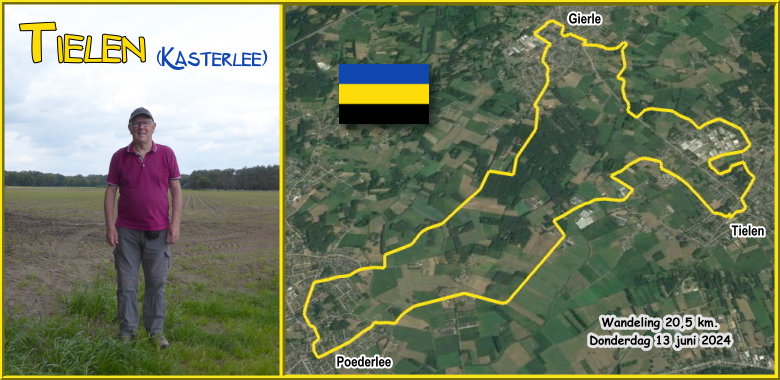 TIELEN (KASTERLEE)
Gierle
Tielen
Wandeling 20,5 km.
Donderdag 13 juni 2024
Poederlee